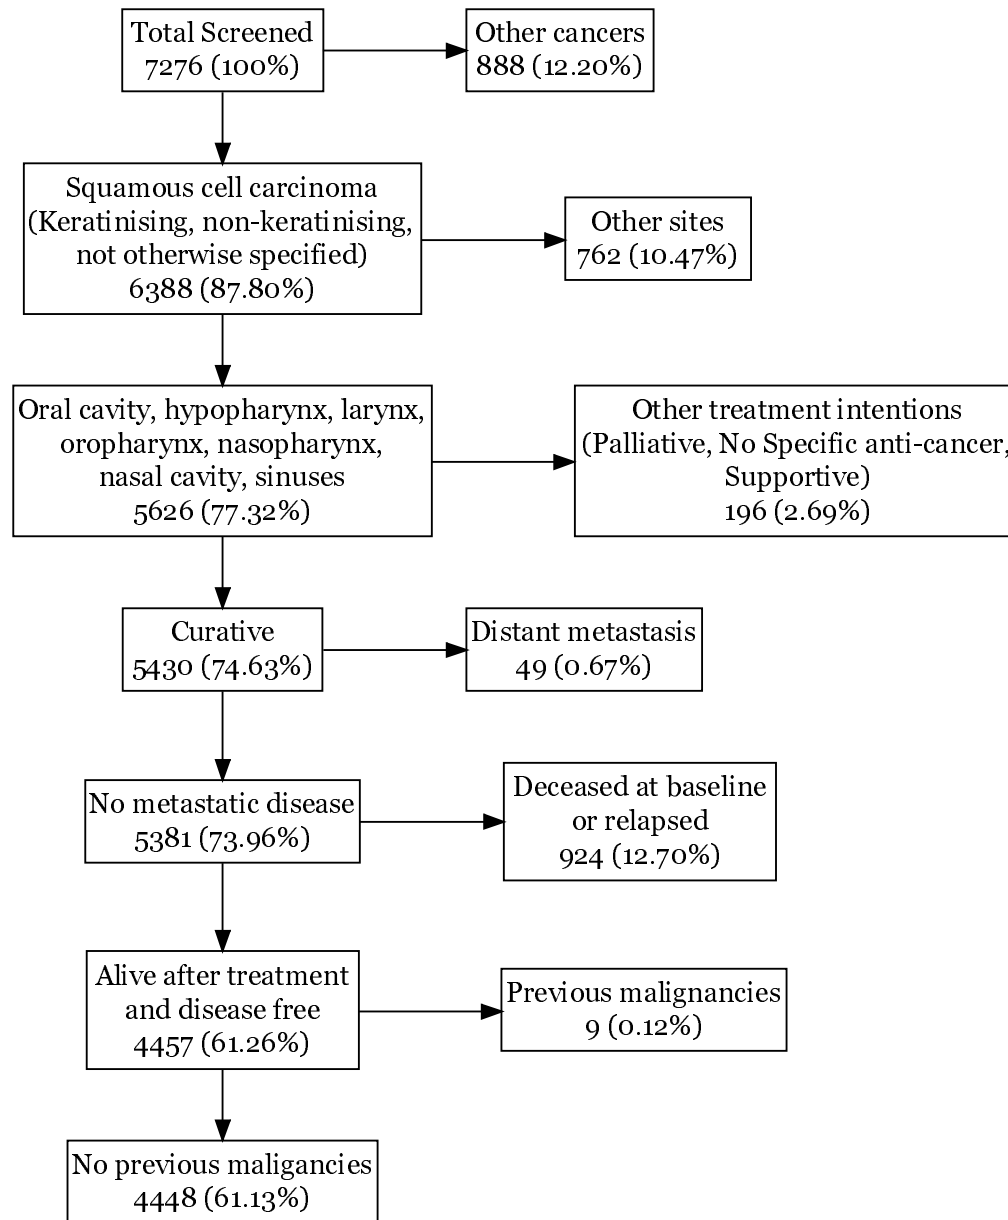 Total Screened
7276 (100%)
Other cancers
888 (12.20%)
Squamous cell carcinoma
(Keratinising, non-keratinising,
not otherwise specified)
6388 (87.80%)
Other sites
762 (10.47%)
Oral cavity, hypopharynx, larynx,
oropharynx, nasopharynx,
nasal cavity, sinuses
5626 (77.32%)
Other treatment intentions
(Palliative, No Specific anti-cancer,
Supportive)
196 (2.69%)
Curative
5430 (74.63%)
Distant metastasis
49 (0.67%)
No metastatic disease
5381 (73.96%)
Deceased at baseline
or relapsed
924 (12.70%)
Alive after treatment
and disease free
4457 (61.26%)
Previous malignancies
9 (0.12%)
No previous maligancies
4448 (61.13%)